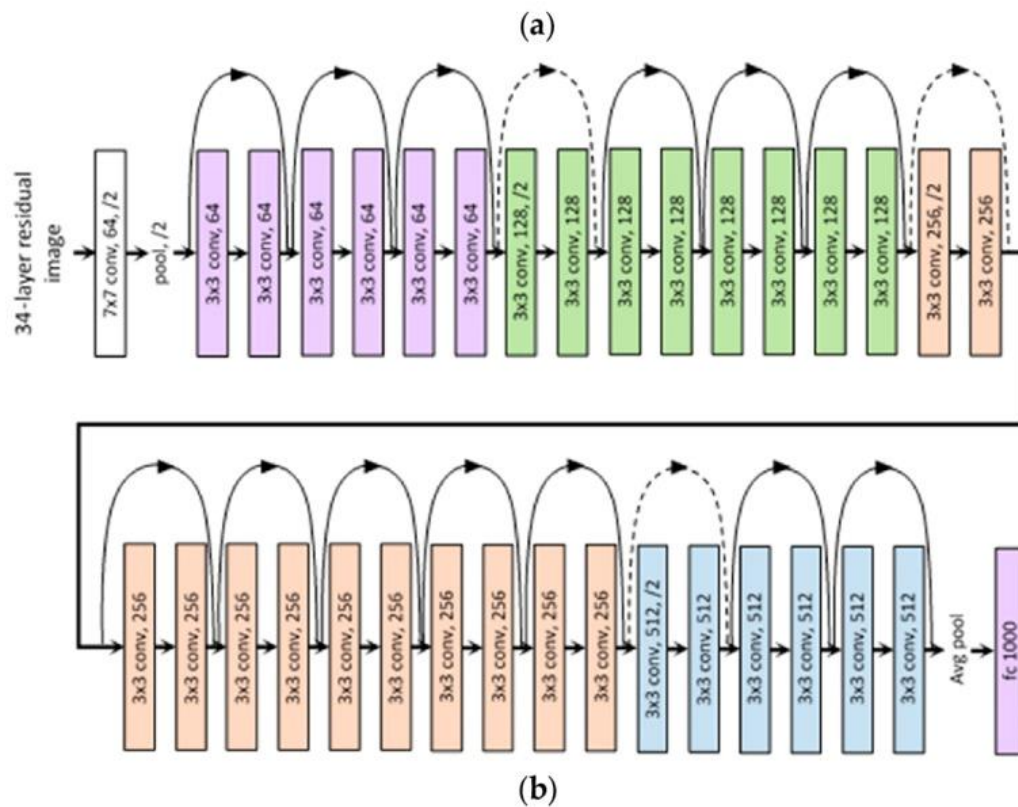 (a)
34-layer residual
image
7x7 conv, 64, /2
pool, /2
3x3 conv, 64
3x3 conv, 64
3x3 conv, 64
3x3 conv, 64
3x3 conv, 64
3x3 conv, 64
3x3 conv, 128, /2
3x3 conv, 128
3x3 conv, 128
3x3 conv, 128
3x3 conv, 128
3x3 conv, 128
3x3 conv, 128
3x3 conv, 128
3x3 conv, 256, /2
3x3 conv, 256
3x3 conv, 256
3x3 conv, 256
3x3 conv, 256
3x3 conv, 256
3x3 conv, 256
3x3 conv, 256
3x3 conv, 256
3x3 conv, 256
3x3 conv, 256
3x3 conv, 256
3x3 conv, 512, /2
3x3 conv, 512
3x3 conv, 512
3x3 conv, 512
3x3 conv, 512
3x3 conv, 512
Avg pool
fc 1000
(b)